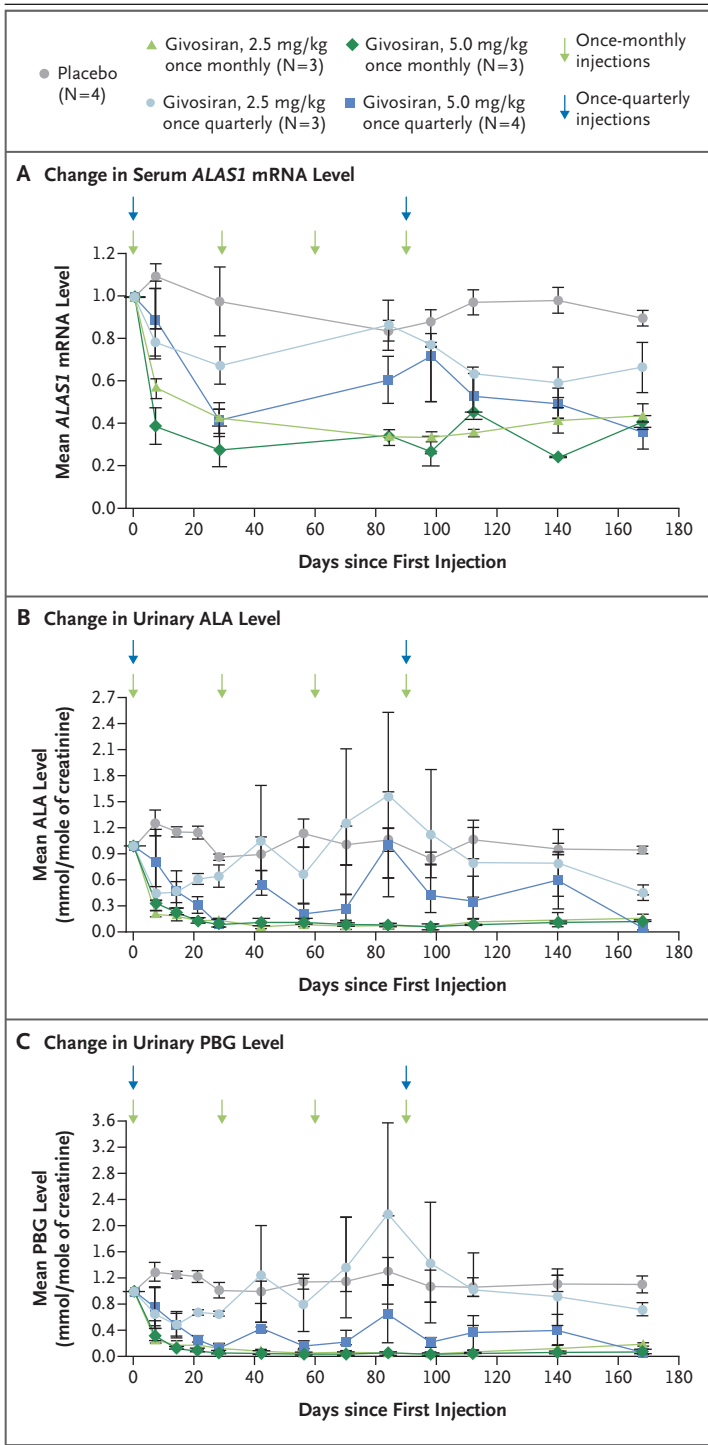 Placebo
(N=4)
Givosiran, 2.5 mg/kg
once monthly (N=3)
Givosiran, 5.0 mg/kg
once monthly (N=3)
Once-monthly
injections
Givosiran, 2.5 mg/kg
once quarterly (N=3)
Givosiran, 5.0 mg/kg
once quarterly (N=4)
Once-quarterly
injections
A Change in Serum ALAS1 mRNA Level
Mean ALAS1 mRNA Level
1.2
1.0
0.8
0.6
0.4
0.2
0.0
0 20 40 60 80 100 120 140 160 180
Days since First Injection
B Change in Urinary ALA Level
Mean ALA Level
(mmol/mole of creatinine)
2.7
2.4
2.1
1.8
1.5
1.2
0.9
0.6
0.3
0.0
0 20 40 60 80 100 120 140 160 180
Days since First Injection
C Change in Urinary PBG Level
Mean PBG Level
(mmol/mole of creatinine)
3.6
3.2
2.8
2.4
2.0
1.6
1.2
0.8
0.4
0.0
0 20 40 60 80 100 120 140 160 180
Days since First Injection